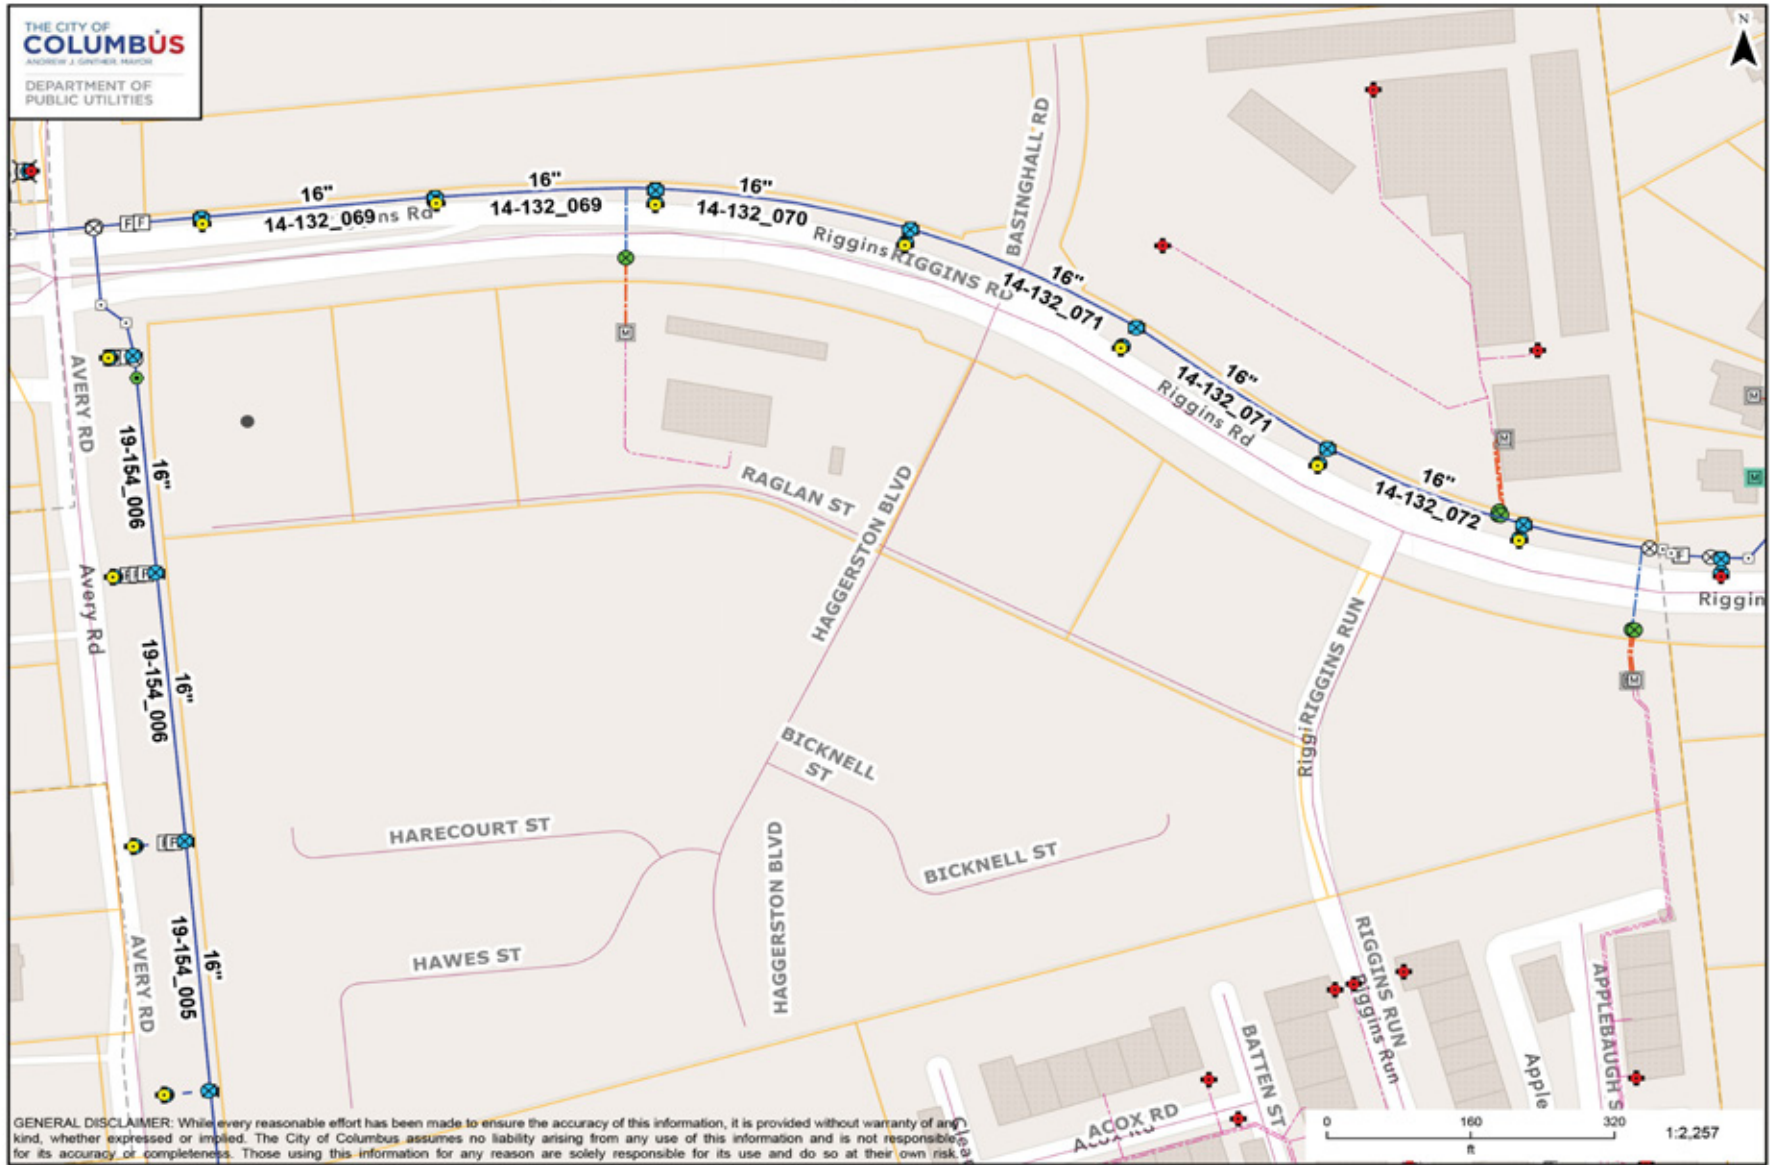 THE CITY OF
COLUMBUS
ANDREW J. GINTHER, MAYOR
DEPARTMENT OF
PUBLIC UTILITIES
N
BASINGHALL RD
16"
16"
16"
14-132_069
ns Rd
14-132_069
14-132_070
Riggins
RIGGINS RD
16"
14-132_071
F
F
M
AVERY RD
16"
14-132_071
Riggins Rd
M
M
M
16"
14-132_072
19-154_006
16"
RAGLAN ST
HAGGERSTON BLVD
F
F
Avery Rd
Riggin
19-154_006
16"
RIGGINS RUN
Riggi
M
BICKNELL
ST
HARECOURT ST
F
BICKNELL ST
HAGGERSTON BLVD
HAWES ST
19-154_005
16"
AVERY RD
RIGGINS RUN
Riggins Run
APPLEBAUGH S
Apple
BATTEN ST
ACOX RD
Clea
GENERAL DISCLAIMER: While every reasonable effort has been made to ensure the accuracy of this information, it is provided without warranty of any
kind, whether expressed or implied. The City of Columbus assumes no liability arising from any use of this information and is not responsible
for its accuracy or completeness. Those using this information for any reason are solely responsible for its use and do so at their own risk.
0 160 320
ft
1:2,257